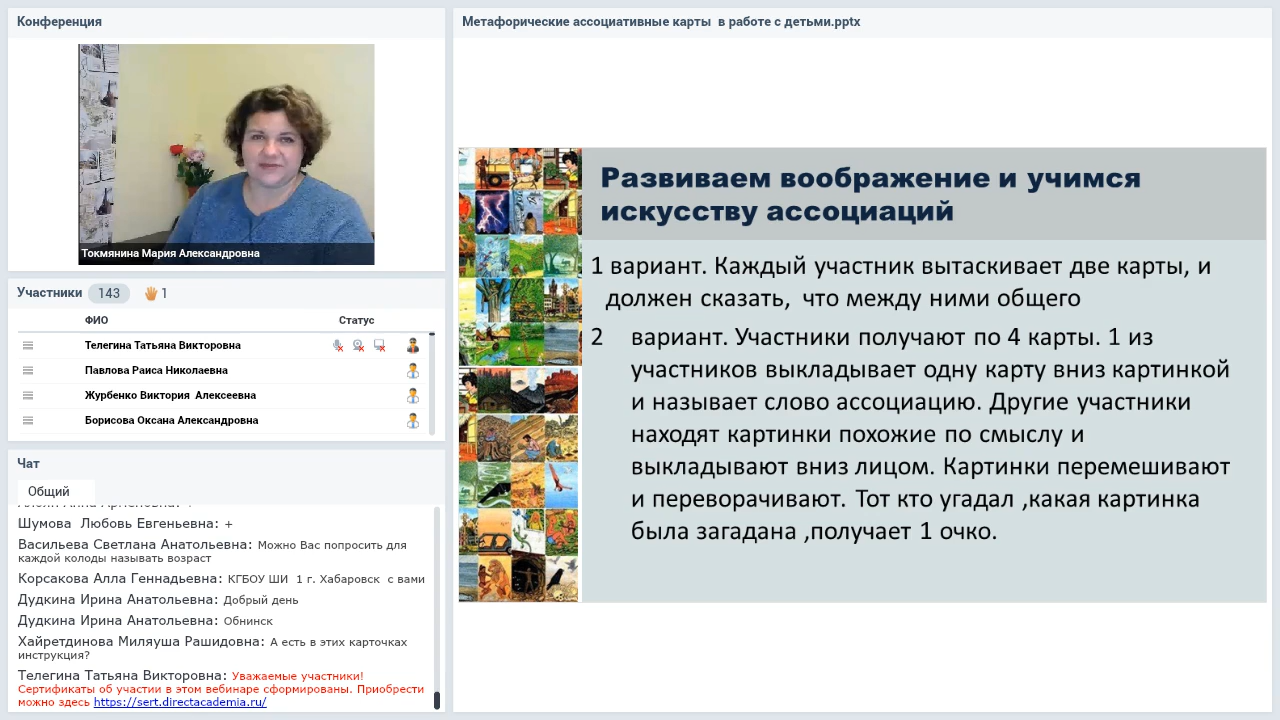 Конференция
Токмянина Мария Александровна
Участники 143 1
ФИО Статус
Телегина Татьяна Викторовна
Павлова Раиса Николаевна
Журбенко Виктория Алексеевна
Борисова Оксана Александровна
Чат
Общий
Шумова Любовь Евгеньевна: +
Васильева Светлана Анатольевна: Можно Вас попросить для
каждой колоды называть возраст
Корсакова Алла Геннадьевна: КГБОУ ШИ 1 г. Хабаровск с вами
Дудкина Ирина Анатольевна: Добрый день
Дудкина Ирина Анатольевна: Обнинск
Хайретдинова Миляуша Рашидовна: А есть в этих карточках
инструкция?
Телегина Татьяна Викторовна: Уважаемые участники!
Сертификаты об участии в этом вебинаре сформированы. Приобрести
можно здесь https://sert.directacademia.ru/
Метафорические ассоциативные карты в работе с детьми.pptx
Развиваем воображение и учимся
искусству ассоциаций
1 вариант. Каждый участник вытаскивает две карты, и
должен сказать, что между ними общего
2 вариант. Участники получают по 4 карты. 1 из
участников выкладывает одну карту вниз картинкой
и называет слово ассоциацию. Другие участники
находят картинки похожие по смыслу и
выкладывают вниз лицом. Картинки перемешивают
и переворачивают. Тот кто угадал ,какая картинка
была загадана ,получает 1 очко.